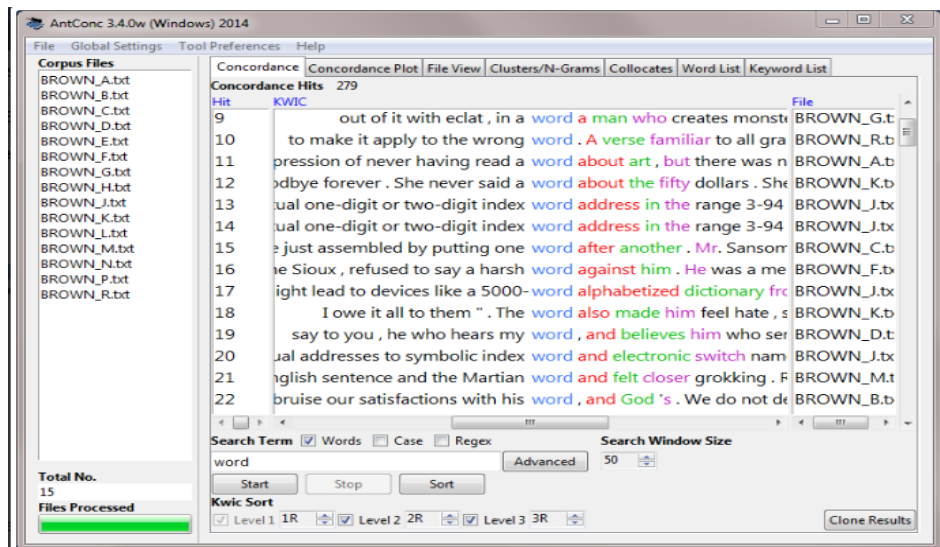 AntConc 3.4.0w (Windows) 2014
File Global Settings Tool Preferences Help
Corpus Files
BROWN_A.txt
BROWN_B.txt
BROWN_C.txt
BROWN_D.txt
BROWN_E.txt
BROWN_F.txt
BROWN_G.txt
BROWN_H.txt
BROWN_J.txt
BROWN_K.txt
BROWN_L.txt
BROWN_M.txt
BROWN_N.txt
BROWN_P.txt
BROWN_R.txt
Total No.
15
Files Processed
Concordance Concordance Plot File View Clusters/N-Grams Collocates Word List Keyword List
Concordance Hits 279
Hit KWIC File
9 out of it with eclat , in a word a man who creates monste BROWN_G.t
10 to make it apply to the wrong word . A verse familiar to all gra BROWN_R.t
11 pression of never having read a word about art , but there was n BROWN_A.t
12 odbye forever . She never said a word about the fifty dollars . She BROWN_K.t
13 tual one-digit or two-digit index word address in the range 3-94 BROWN_J.tx
14 ual one-digit or two-digit index word address in the range 3-94 BROWN_J.tx
15 e just assembled by putting one word after another . Mr. Sansom BROWN_C.t
16 ne Sioux , refused to say a harsh word against him . He was a me BROWN_F.t
17 ight lead to devices like a 5000- word alphabetized dictionary fro BROWN_J.tx
18 I owe it all to them " . The word also made him feel hate , s BROWN_K.t
19 say to you , he who hears my word , and believes him who ser BROWN_D.t
20 ual addresses to symbolic index word and electronic switch nam BROWN_J.tx
21 nglish sentence and the Martian word and felt closer grokking . F BROWN_M.t
22 bruise our satisfactions with his word , and God 's . We do not de BROWN_B.t
Search Term Words Case Regex Search Window Size
word Advanced 50
Start Stop Sort
Kwic Sort
Level 1 1R Level 2 2R Level 3 3R Clone Results